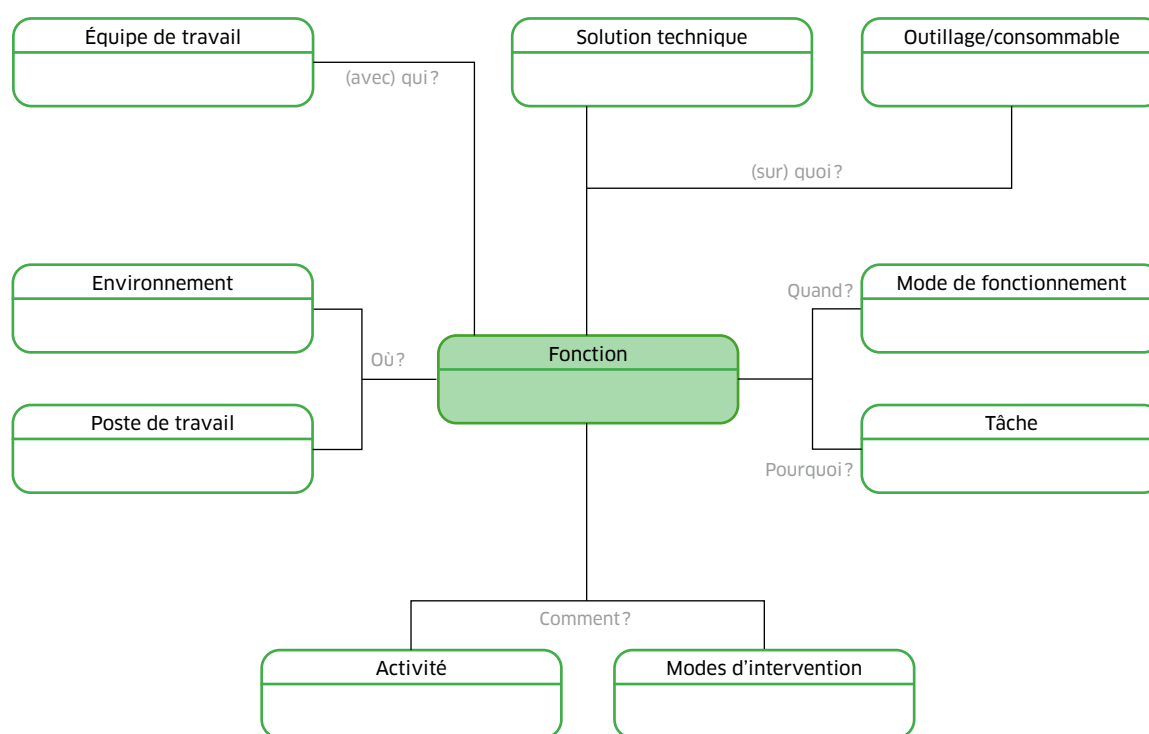 Équipe de travail
Solution technique
Outillage/consommable
(avec) qui ?
(sur) quoi ?
Environnement
Quand ?
Mode de fonctionnement
Où ?
Fonction
Poste de travail
Tâche
Pourquoi ?
Comment ?
Activité
Modes d'intervention